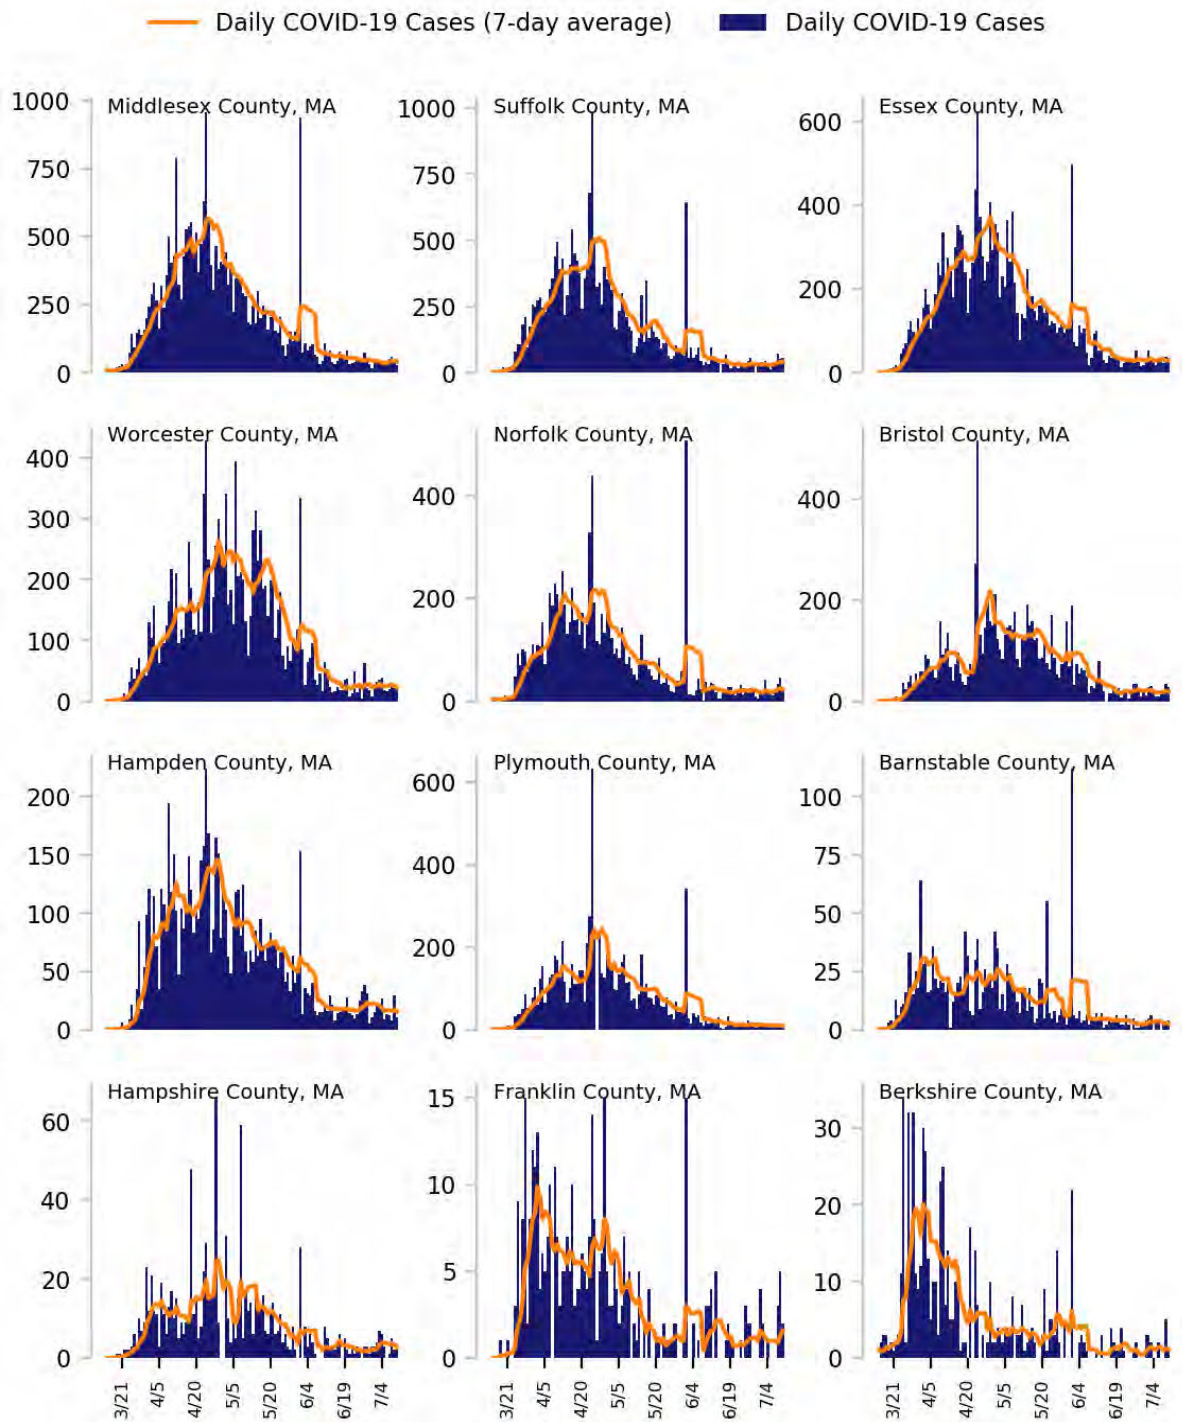 Daily COVID-19 Cases (7-day average) Daily COVID-19 Cases
Middlesex County, MA Suffolk County, MA Essex County, MA
1000 1000 600
750 750 400
500 500 200
250 250 0
0 0
Worcester County, MA Norfolk County, MA Bristol County, MA
400 400 400
300 200 200
200 0 0
100
0
Hampden County, MA Plymouth County, MA Barnstable County, MA
200 600 100
150 400 75
100 200 50
50 0 25
0 0
Hampshire County, MA Franklin County, MA Berkshire County, MA
60 15 30
40 10 20
20 5 10
0 0 0
3/21 4/5 4/20 5/5 5/20 6/4 6/19 7/4 3/21 4/5 4/20 5/5 5/20 6/4 6/19 7/4 3/21 4/5 4/20 5/5 5/20 6/4 6/19 7/4